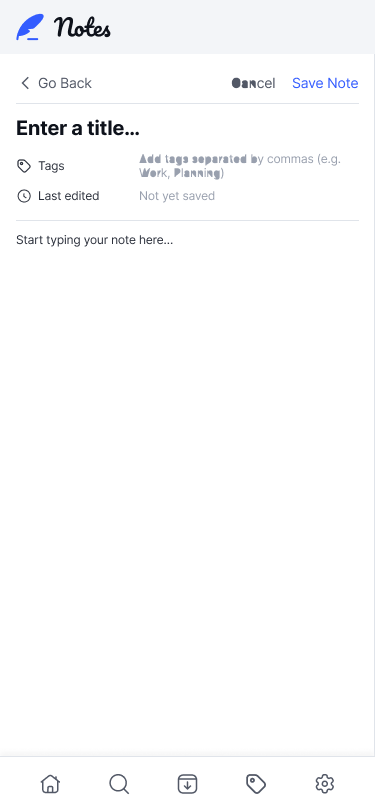 Notes
Go Back
Cancel
Save Note
Enter a title...
Tags
Add tags separated by commas (e.g.
Work, Planning)
Last edited
Not yet saved
Start typing your note here...